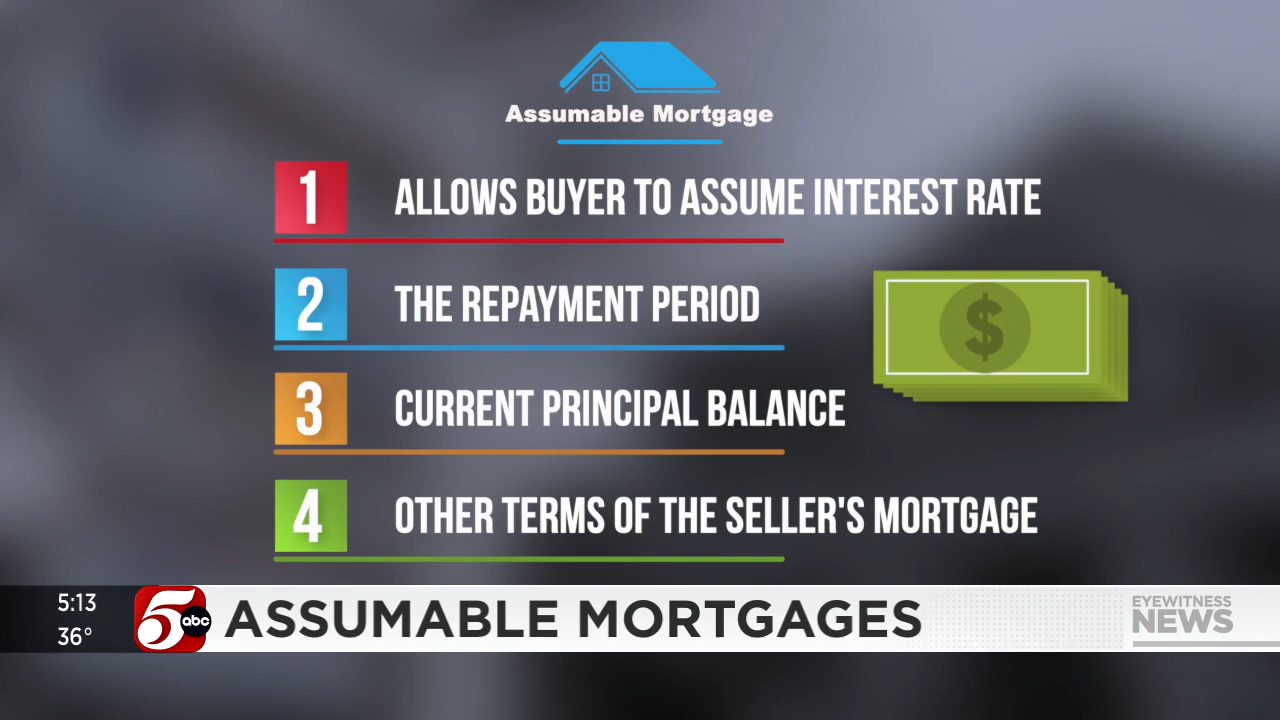 Assumable Mortgage
1 ALLOWS BUYER TO ASSUME INTEREST RATE
2 THE REPAYMENT PERIOD
$
3 CURRENT PRINCIPAL BALANCE
4 OTHER TERMS OF THE SELLER'S MORTGAGE
5:13
36°
5 abc
ASSUMABLE MORTGAGES
EYEWITNESS
NEWS